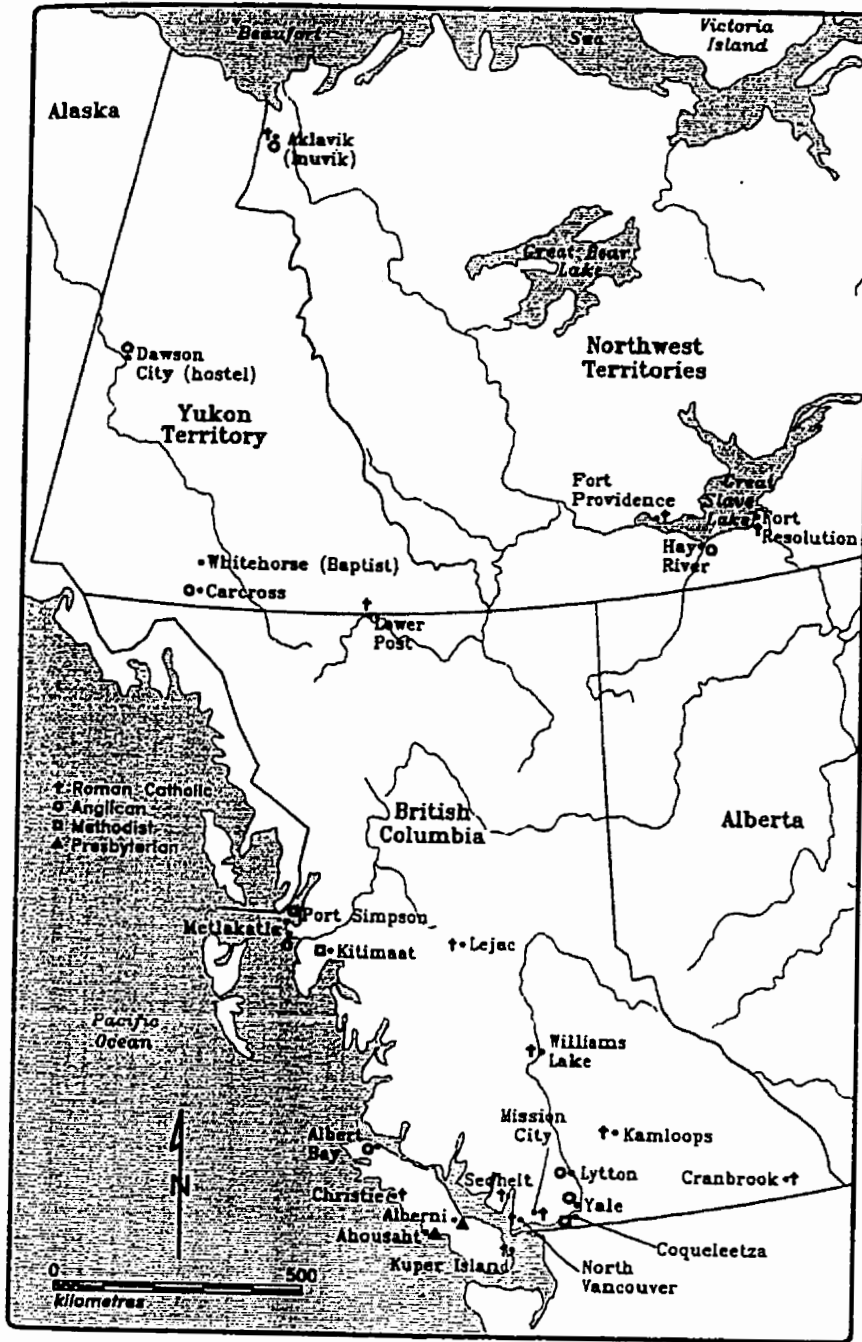 Beaufort
Sea
Victoria
Island
Alaska
Aklavik
(Inuvik)
Great Bear
Lake
Northwest
Territories
Dawson
City (hostel)
Yukon
Territory
Fort
Providence
Great
Slave
Lake
Fort
Resolution
Hay
River
Whitehorse (Baptist)
Carcross
Lower
Post
Roman Catholic
Anglican
Methodist
Presbyterian
British
Columbia
Alberta
Port Simpson
Metlakatla
Kitimaat
Lejac
Pacific
Ocean
Williams
Lake
Mission
City
Kamloops
Albert
Bay
Sechelt
Lytton
Cranbrook
Christie
Yale
N
Alberni
Ahousaht
Coqueleetza
Kuper Island
North
Vancouver
0 500
kilometres